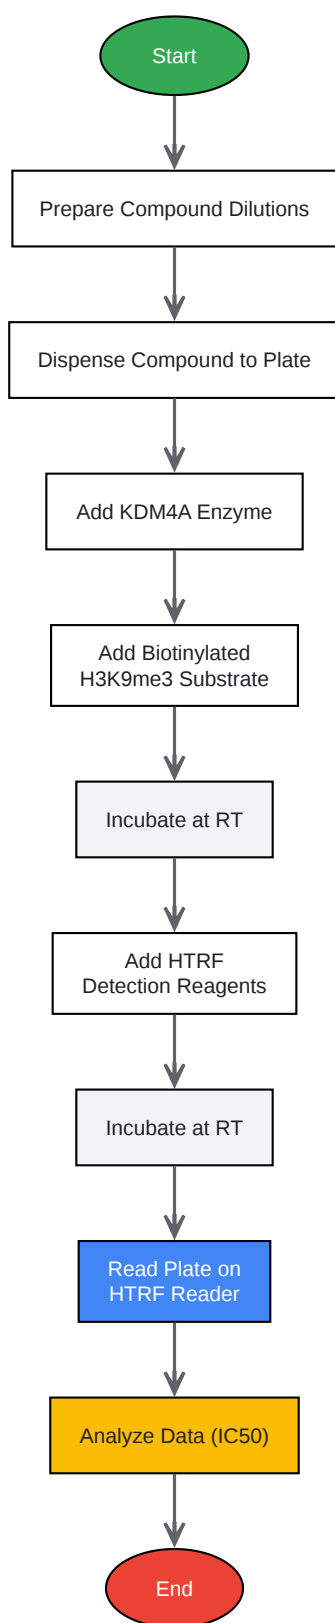 Start
Prepare Compound Dilutions
Dispense Compound to Plate
Add KDM4A Enzyme
Add Biotinylated
H3K9me3 Substrate
Incubate at RT
Add HTRF
Detection Reagents
Incubate at RT
Read Plate on
HTRF Reader
Analyze Data (IC50)
End